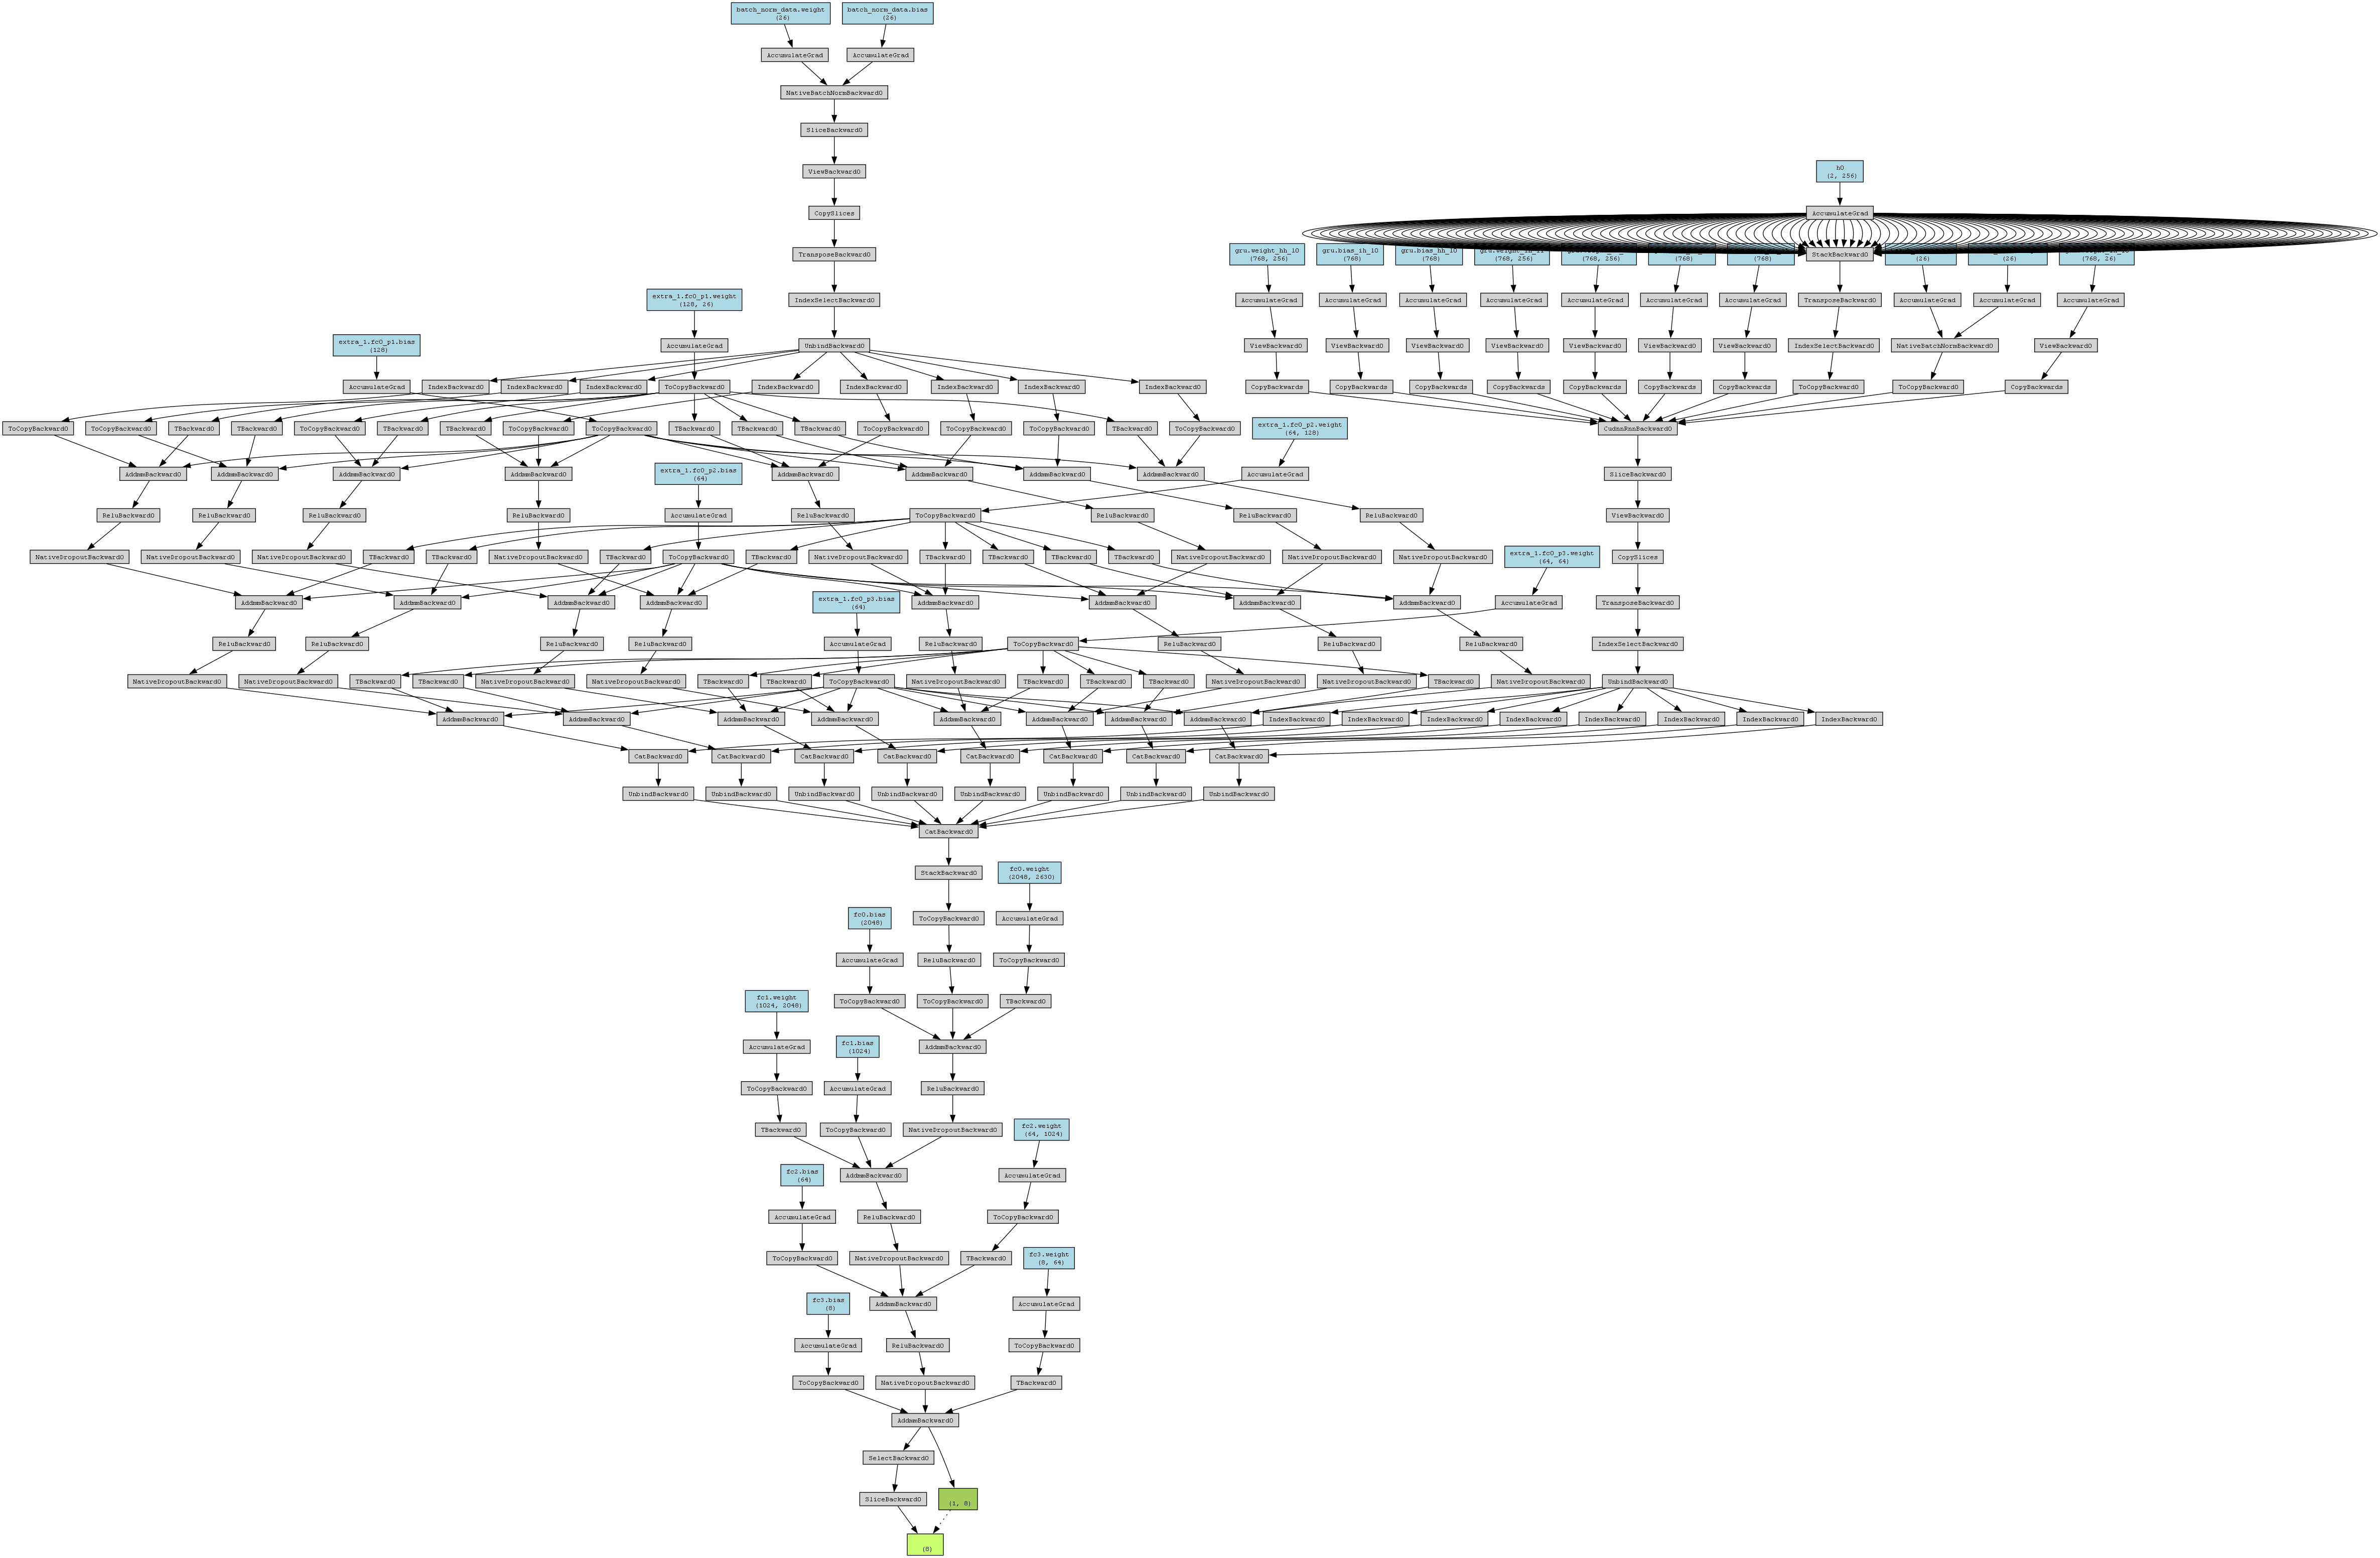 batch_norm_data.weight
(26)
batch_norm_data.bias
(26)
AccumulateGrad
AccumulateGrad
NativeBatchNormBackward0
SliceBackward0
ViewBackward0
h0
(2, 256)
CopySlices
AccumulateGrad
TransposeBackward0
gru.weight_hh_l0
(768, 256)
gru.bias_ih_l0
(768)
gru.bias_hh_l0
(768)
(768, 256)
(768, 256)
(768)
(768)
StackBackward0
(26)
(26)
(768, 26)
extra_1.fc0_p1.weight
(128, 26)
IndexSelectBackward0
AccumulateGrad
AccumulateGrad
AccumulateGrad
AccumulateGrad
AccumulateGrad
AccumulateGrad
AccumulateGrad
TransposeBackward0
AccumulateGrad
AccumulateGrad
AccumulateGrad
extra_1.fc0_p1.bias
(128)
AccumulateGrad
UnbindBackward0
ViewBackward0
ViewBackward0
ViewBackward0
ViewBackward0
ViewBackward0
ViewBackward0
ViewBackward0
IndexSelectBackward0
NativeBatchNormBackward0
ViewBackward0
AccumulateGrad
IndexBackward0
IndexBackward0
IndexBackward0
ToCopyBackward0
IndexBackward0
IndexBackward0
IndexBackward0
IndexBackward0
IndexBackward0
CopyBackwards
CopyBackwards
CopyBackwards
CopyBackwards
CopyBackwards
CopyBackwards
CopyBackwards
ToCopyBackward0
ToCopyBackward0
CopyBackwards
ToCopyBackward0
ToCopyBackward0
TBackward0
TBackward0
ToCopyBackward0
TBackward0
TBackward0
ToCopyBackward0
ToCopyBackward0
TBackward0
TBackward0
TBackward0
ToCopyBackward0
ToCopyBackward0
ToCopyBackward0
TBackward0
ToCopyBackward0
extra_1.fc0_p2.weight
(64, 128)
CudnnRnnBackward0
AddmmBackward0
AddmmBackward0
AddmmBackward0
AddmmBackward0
extra_1.fc0_p2.bias
(64)
AddmmBackward0
AddmmBackward0
AddmmBackward0
AddmmBackward0
AccumulateGrad
SliceBackward0
ReluBackward0
ReluBackward0
ReluBackward0
ReluBackward0
AccumulateGrad
ReluBackward0
ToCopyBackward0
ReluBackward0
ReluBackward0
ReluBackward0
ViewBackward0
NativeDropoutBackward0
NativeDropoutBackward0
NativeDropoutBackward0
TBackward0
TBackward0
NativeDropoutBackward0
TBackward0
ToCopyBackward0
TBackward0
NativeDropoutBackward0
TBackward0
TBackward0
TBackward0
TBackward0
NativeDropoutBackward0
NativeDropoutBackward0
NativeDropoutBackward0
extra_1.fc0_p3.weight
(64, 64)
CopySlices
AddmmBackward0
AddmmBackward0
AddmmBackward0
AddmmBackward0
extra_1.fc0_p3.bias
(64)
AddmmBackward0
AddmmBackward0
AddmmBackward0
AddmmBackward0
AccumulateGrad
TransposeBackward0
ReluBackward0
ReluBackward0
ReluBackward0
ReluBackward0
AccumulateGrad
ReluBackward0
ToCopyBackward0
ReluBackward0
ReluBackward0
ReluBackward0
IndexSelectBackward0
NativeDropoutBackward0
NativeDropoutBackward0
TBackward0
TBackward0
NativeDropoutBackward0
NativeDropoutBackward0
TBackward0
TBackward0
ToCopyBackward0
NativeDropoutBackward0
TBackward0
TBackward0
TBackward0
NativeDropoutBackward0
NativeDropoutBackward0
TBackward0
NativeDropoutBackward0
UnbindBackward0
AddmmBackward0
AddmmBackward0
AddmmBackward0
AddmmBackward0
AddmmBackward0
AddmmBackward0
AddmmBackward0
AddmmBackward0
IndexBackward0
IndexBackward0
IndexBackward0
IndexBackward0
IndexBackward0
IndexBackward0
IndexBackward0
IndexBackward0
CatBackward0
CatBackward0
CatBackward0
CatBackward0
CatBackward0
CatBackward0
CatBackward0
CatBackward0
UnbindBackward0
UnbindBackward0
UnbindBackward0
UnbindBackward0
UnbindBackward0
UnbindBackward0
UnbindBackward0
UnbindBackward0
CatBackward0
StackBackward0
fc0.weight
(2048, 2630)
fc0.bias
(2048)
ToCopyBackward0
AccumulateGrad
AccumulateGrad
ReluBackward0
ToCopyBackward0
fc1.weight
(1024, 2048)
ToCopyBackward0
ToCopyBackward0
TBackward0
AccumulateGrad
fc1.bias
(1024)
AddmmBackward0
ToCopyBackward0
AccumulateGrad
ReluBackward0
TBackward0
ToCopyBackward0
NativeDropoutBackward0
fc2.weight
(64, 1024)
fc2.bias
(64)
AddmmBackward0
AccumulateGrad
AccumulateGrad
ReluBackward0
ToCopyBackward0
ToCopyBackward0
NativeDropoutBackward0
TBackward0
fc3.weight
(8, 64)
fc3.bias
(8)
AddmmBackward0
AccumulateGrad
AccumulateGrad
ReluBackward0
ToCopyBackward0
ToCopyBackward0
NativeDropoutBackward0
TBackward0
AddmmBackward0
SelectBackward0
SliceBackward0
(1, 8)
(8)